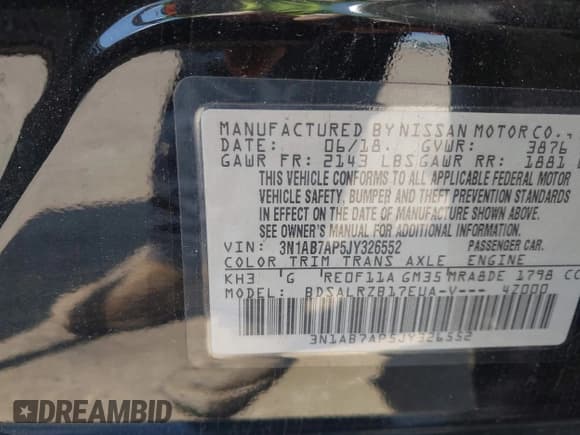 MANUFACTURED BY NISSAN MOTOR CO.,
DATE: 06/18. GVWR: 3876
GAWR FR: 2143 LBS GAWR RR: 1881
THIS VEHICLE CONFORMS TO ALL APPLICABLE FEDERAL MOTOR
VEHICLE SAFETY, BUMPER AND THEFT PREVENTION STANDARDS
IN EFFECT ON THE DATE OF MANUFACTURE SHOWN ABOVE.
SEE OWNER'S MANUAL FOR ADDITIONAL INFORMATION.
VIN: 3N1AB7AP5JY326552 PASSENGER CAR.
COLOR TRIM TRANS AXLE ENGINE
KH3 G RE0F11A GM35 MRA8DE 1798 CC
MODEL: BDSALRZB17EUA-V--- 4Z000
3N1AB7AP5JY326552
DREAMBID